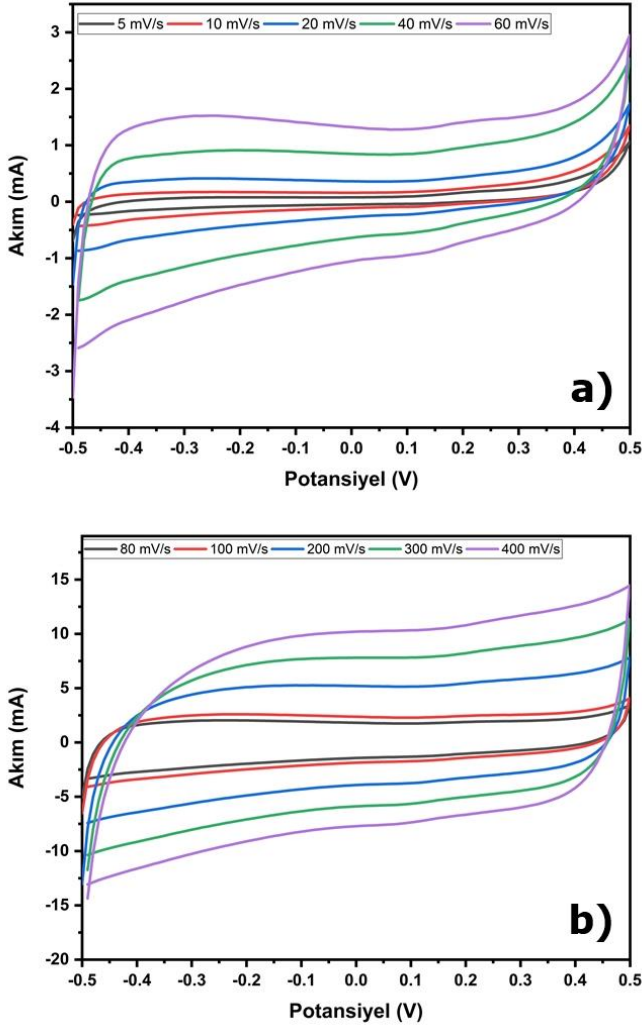 5 mV/s 10 mV/s 20 mV/s 40 mV/s 60 mV/s
3
2
1
0
-1
-2
-3
-4
Akım (mA)
a)
-0.5 -0.4 -0.3 -0.2 -0.1 0.0 0.1 0.2 0.3 0.4 0.5
Potansiyel (V)
80 mV/s 100 mV/s 200 mV/s 300 mV/s 400 mV/s
15
10
5
0
-5
-10
-15
-20
Akım (mA)
b)
-0.5 -0.4 -0.3 -0.2 -0.1 0.0 0.1 0.2 0.3 0.4 0.5
Potansiyel (V)